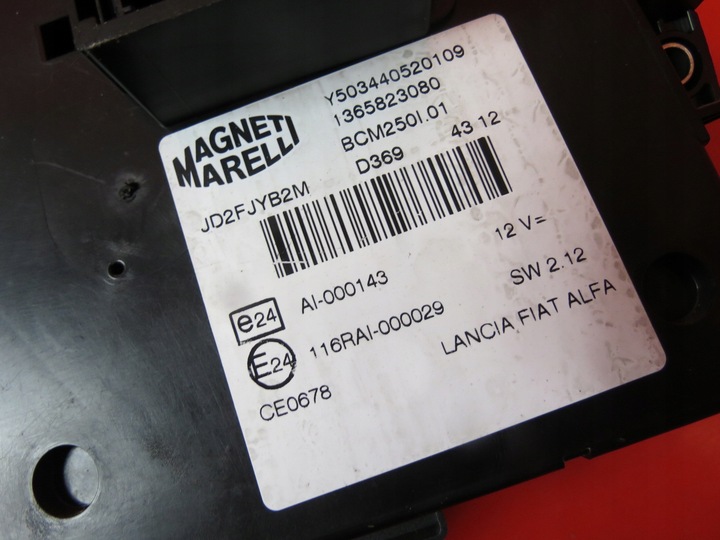 Y503440520109
1365823080
BCM250I.01
D369 43 12
MAGNETI
MARELLI
JD2FJYB2M
12 V=
AI-000143
SW 2.12
e24
116RAI-000029
LANCIA FIAT ALFA
E24
CE0678